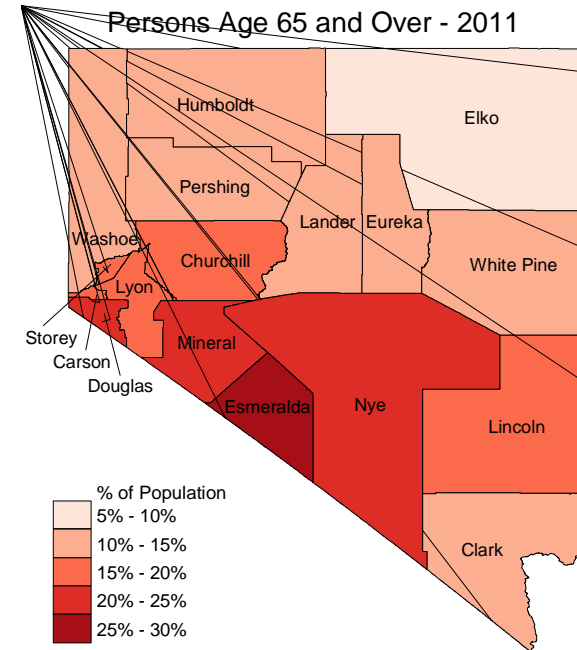 Persons Age 65 and Over - 2011
Humboldt
Elko
Pershing
Lander
Eureka
Washoe
Churchill
White Pine
Lyon
Storey
Carson
Douglas
Mineral
Esmeralda
Nye
Lincoln
Clark
% of Population
5% - 10%
10% - 15%
15% - 20%
20% - 25%
25% - 30%